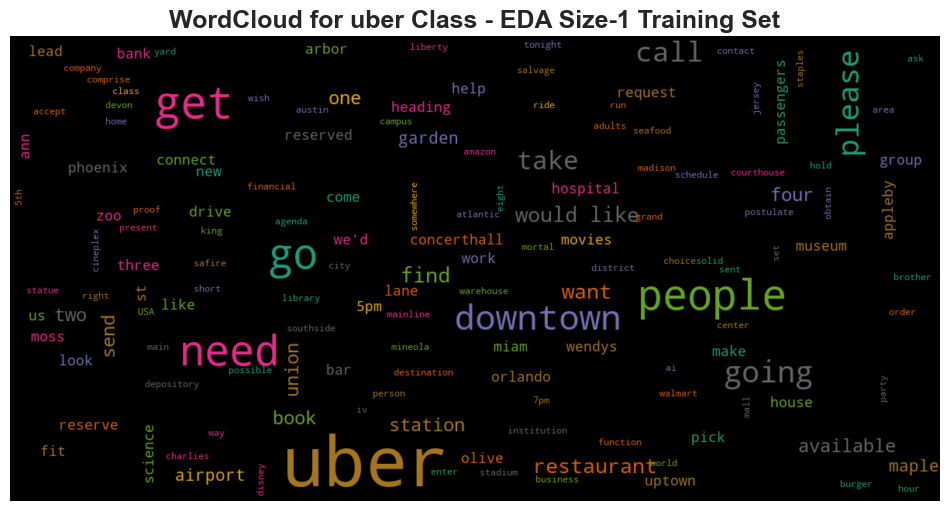 WordCloud for uber Class - EDA Size-1 Training Set
lead
bank
yard
arbor
liberty
tonight
call
contact
please
ask
company
comprise
class
devon
home
accept
get
wish
austin
one
campus
heading
help
salvage
ride
request
run
adults
seafood
jersey
passengers
staples
area
ann
reserved
garden
phoenix
connect
new
amazon
take
madison
schedule
courthouse
hold
group
5th
financial
come
somewhere
eight
hospital
four
obtain
appleby
zoo
proof
present
drive
king
agenda
atlantic
would like
grand
postulate
cineplex
three
safire
go
we'd
city
concerthall
work
movies
mortal
district
choice
solid
sent
set
museum
brother
statue
right
st
short
USA
like
library
find
lane
5pm
mainline
warehouse
want
people
order
us
two
moss
send
look
main
need
possible
southside
union
downtown
center
mineola
miam
wendys
make
going
ai
depository
bar
destination
person
orlando
walmart
house
party
mall
7pm
iv
reserve
fit
science
way
charlies
airport
disney
book
uber
station
institution
function
pick
available
olive
enter
stadium
restaurant
business
world
uptown
maple
burger
hour